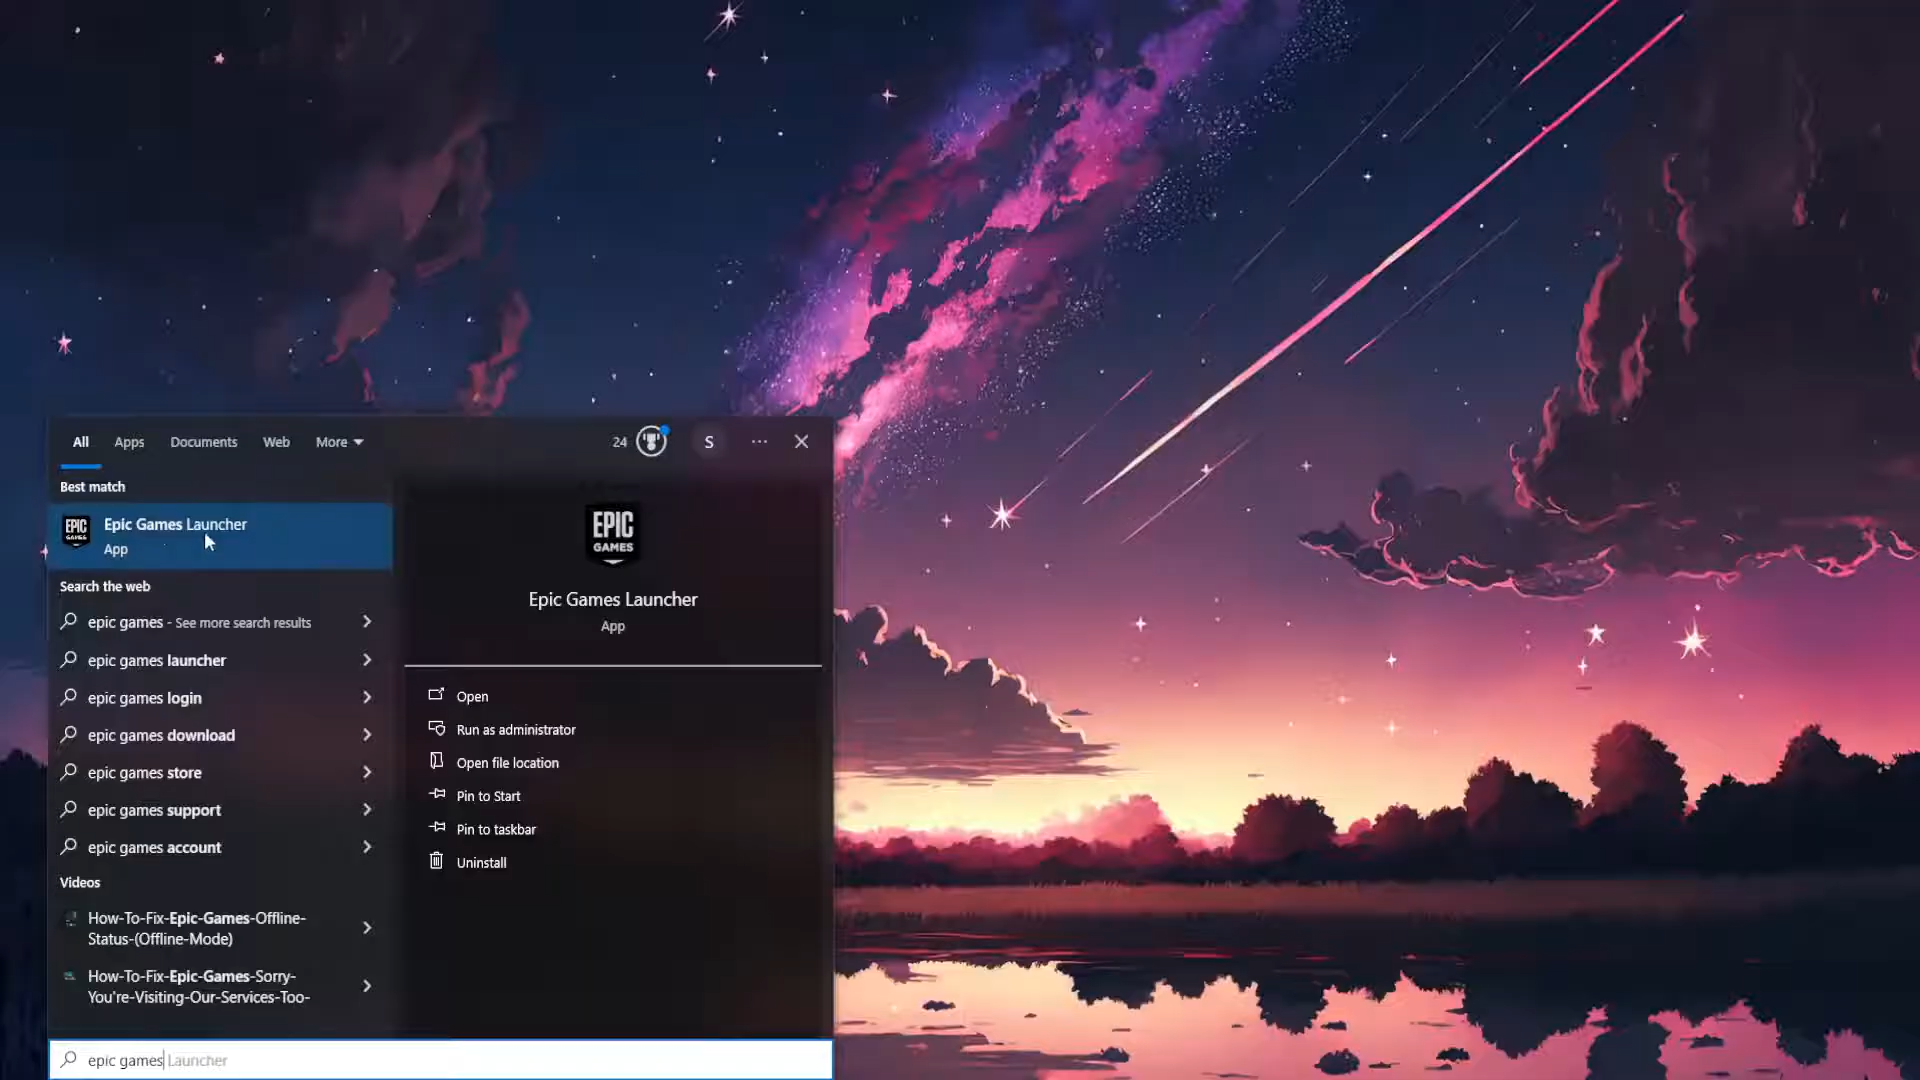 All Apps Documents Web More 24 S
Best match
EPIC GAMES
Epic Games Launcher
App
Search the web
epic games - See more search results
epic games launcher
epic games login
epic games download
epic games store
epic games support
epic games account
Videos
How-To-Fix-Epic-Games-Offline-
Status-(Offline-Mode)
How-To-Fix-Epic-Games-Sorry-
You're-Visiting-Our-Services-Too-
EPIC
GAMES
Epic Games Launcher
App
Open
Run as administrator
Open file location
Pin to Start
Pin to taskbar
Uninstall
epic games Launcher